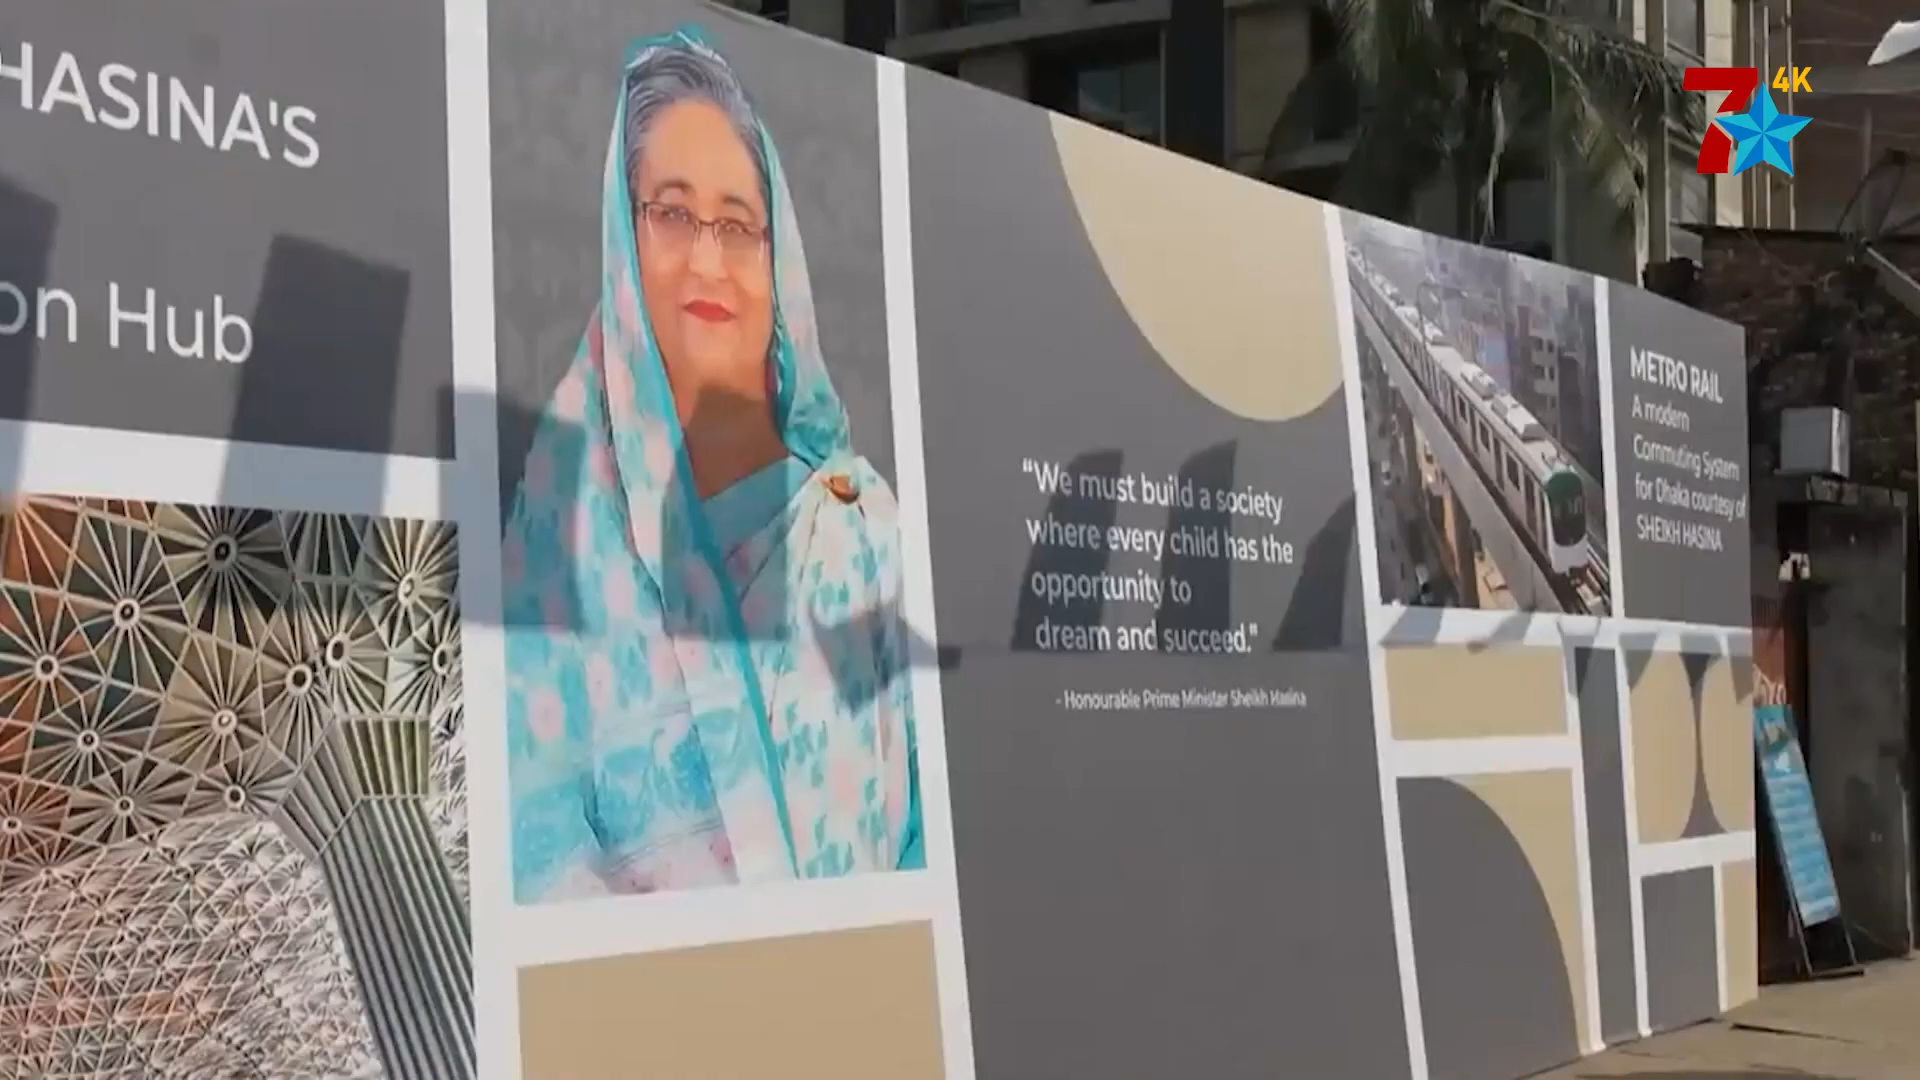 HASINA'S
on Hub
"We must build a society
where every child has the
opportunity to
dream and succeed."
- Honourable Prime Minister Sheikh Hasina
METRO RAIL
A modern
Commuting System
for Dhaka courtesy of
SHEIKH HASINA
7
4K